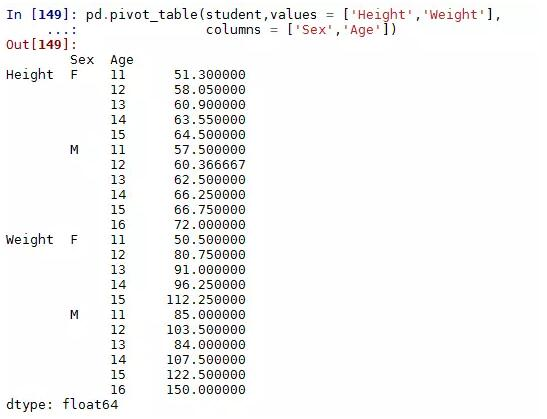 In [149]: pd.pivot_table(student,values = ['Height','Weight'],
...: columns = ['Sex','Age'])
Out[149]:
Sex Age
Height F 11 51.300000
12 58.050000
13 60.900000
14 63.550000
15 64.500000
M 11 57.500000
12 60.366667
13 62.500000
14 66.250000
15 66.750000
16 72.000000
Weight F 11 50.500000
12 80.750000
13 91.000000
14 96.250000
15 112.250000
M 11 85.000000
12 103.500000
13 84.000000
14 107.500000
15 122.500000
16 150.000000
dtype: float64